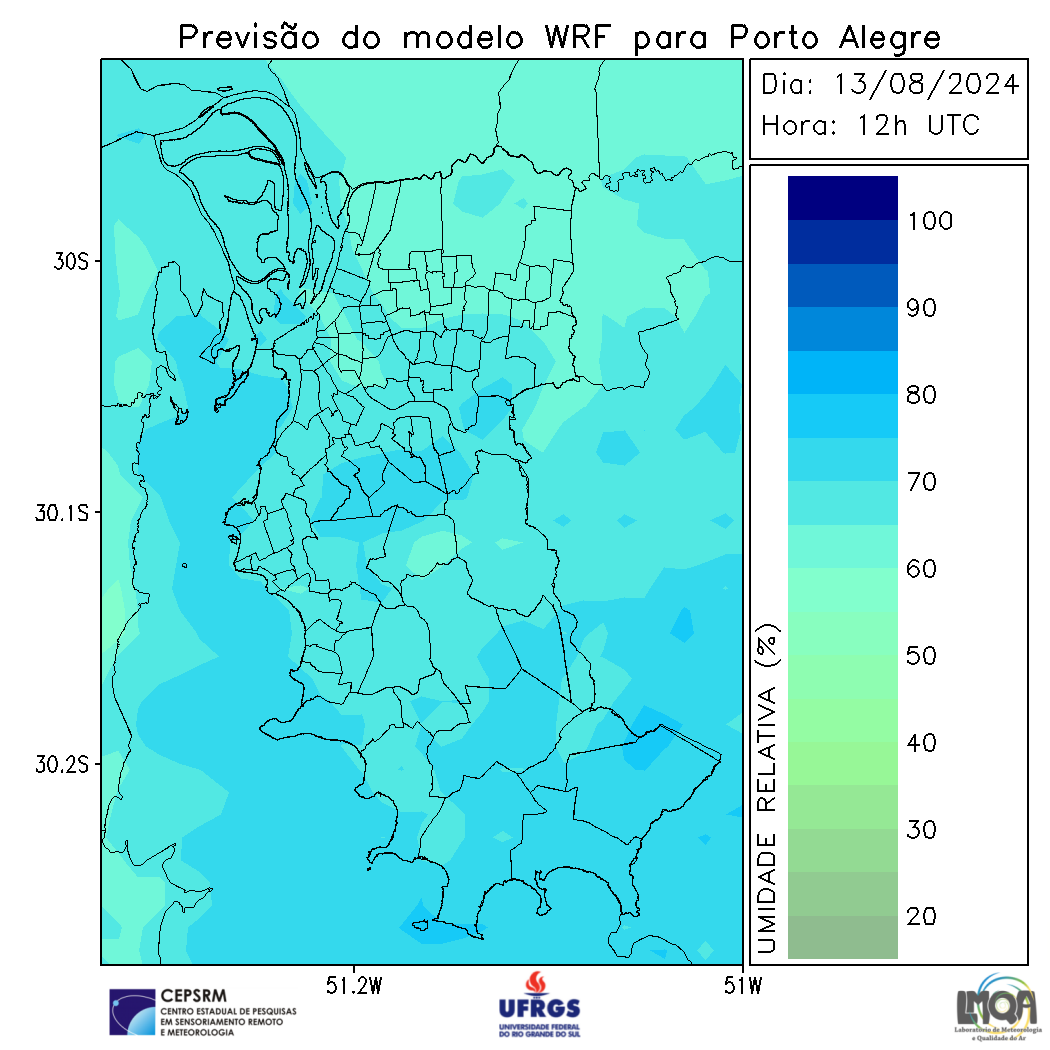 Previsão do modelo WRF para Porto Alegre
Dia: 13/08/2024
Hora: 12h UTC
30S
30.1S
30.2S
51.2W
51W
100
90
80
70
60
50
40
30
20
UMIDADE RELATIVA (%)
CEPSRM
CENTRO ESTADUAL DE PESQUISAS
EM SENSORIAMENTO REMOTO
E METEOROLOGIA
UFRGS
UNIVERSIDADE FEDERAL
DO RIO GRANDE DO SUL
LMQA
Laboratório de Meteorologia
e Qualidade do Ar